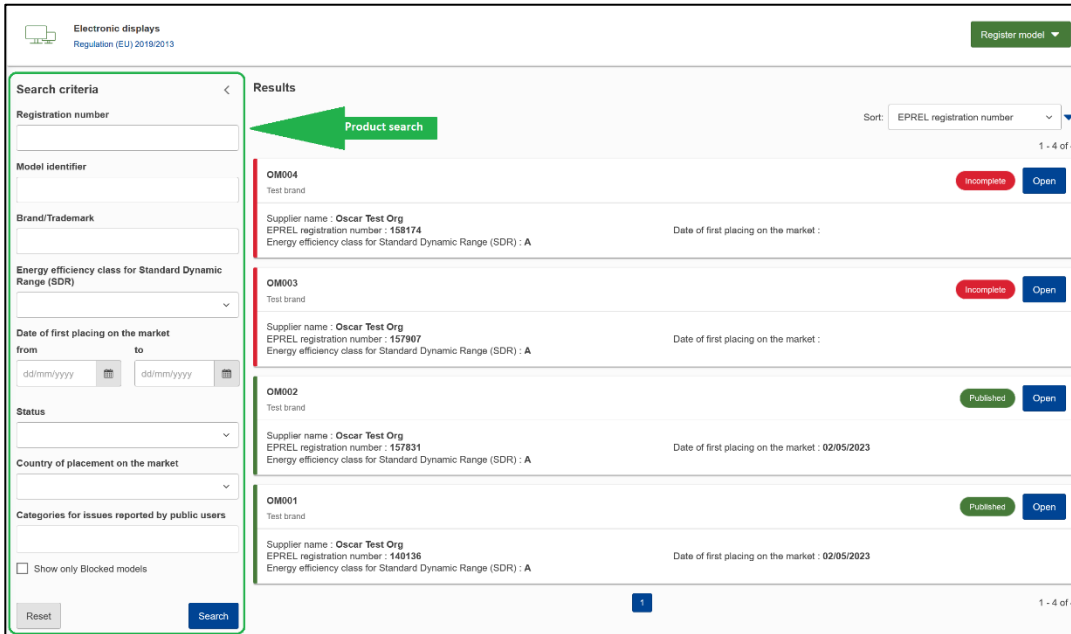 Electronic displays
Regulation (EU) 2019/2013
Register model
Search criteria
Registration number
Model identifier
Brand/Trademark
Energy efficiency class for Standard Dynamic
Range (SDR)
Date of first placing on the market
from to
dd/mm/yyyy dd/mm/yyyy
Status
Country of placement on the market
Categories for issues reported by public users
Show only Blocked models
Reset Search
Product search
Results
Sort: EPREL registration number
1 - 4 of
OM004
Test brand
Incomplete Open
Supplier name : Oscar Test Org
EPREL registration number : 158174 Date of first placing on the market :
Energy efficiency class for Standard Dynamic Range (SDR) : A
OM003
Test brand
Incomplete Open
Supplier name : Oscar Test Org
EPREL registration number : 157907 Date of first placing on the market :
Energy efficiency class for Standard Dynamic Range (SDR) : A
OM002
Test brand
Published Open
Supplier name : Oscar Test Org
EPREL registration number : 157831 Date of first placing on the market : 02/05/2023
Energy efficiency class for Standard Dynamic Range (SDR) : A
OM001
Test brand
Published Open
Supplier name : Oscar Test Org
EPREL registration number : 140136 Date of first placing on the market : 02/05/2023
Energy efficiency class for Standard Dynamic Range (SDR) : A
1
1 - 4 of